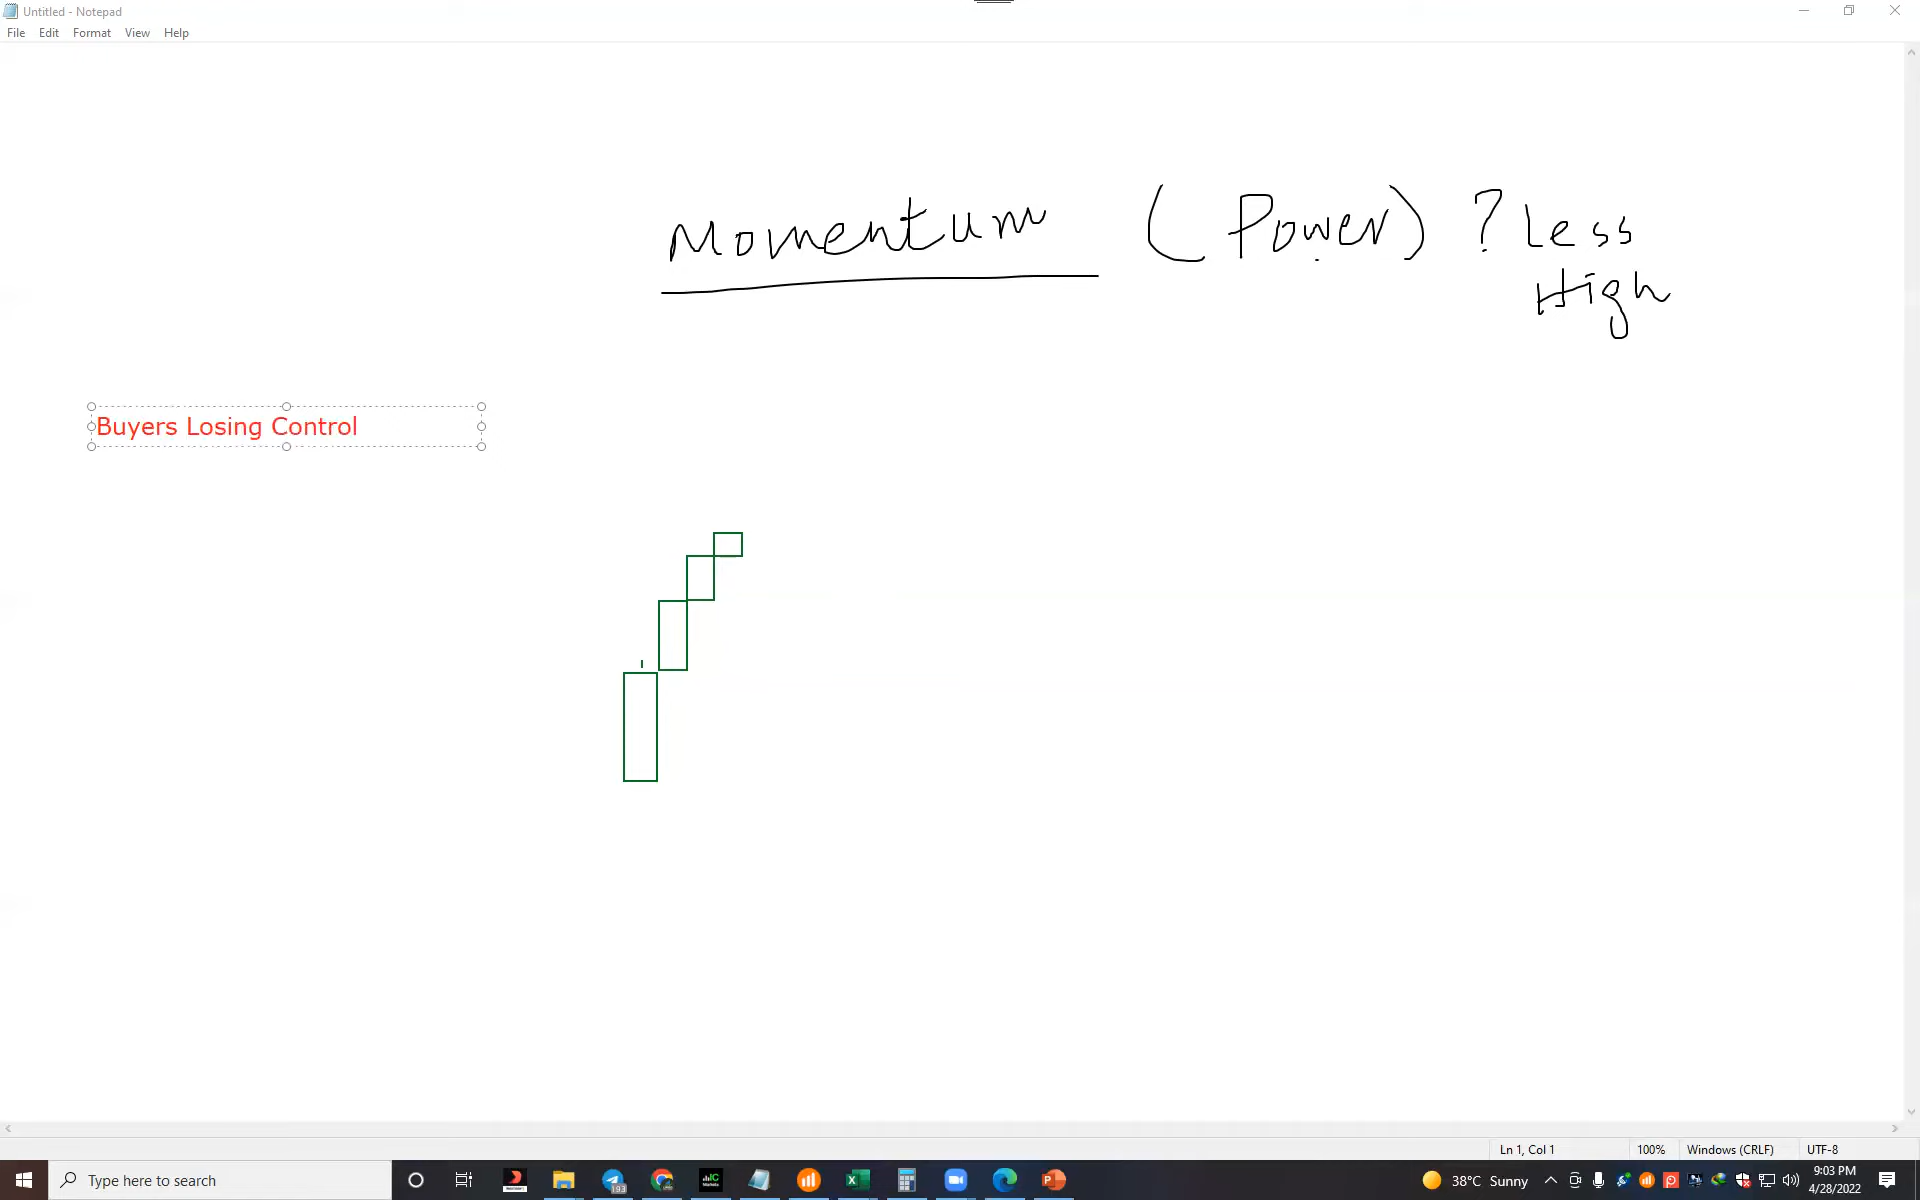 Untitled - Notepad
File Edit Format View Help
Momentum (Power) ? Less
High
Buyers Losing Control
Ln 1, Col 1 100% Windows (CRLF) UTF-8
Type here to search
193
38°C Sunny
9:03 PM
4/28/2022